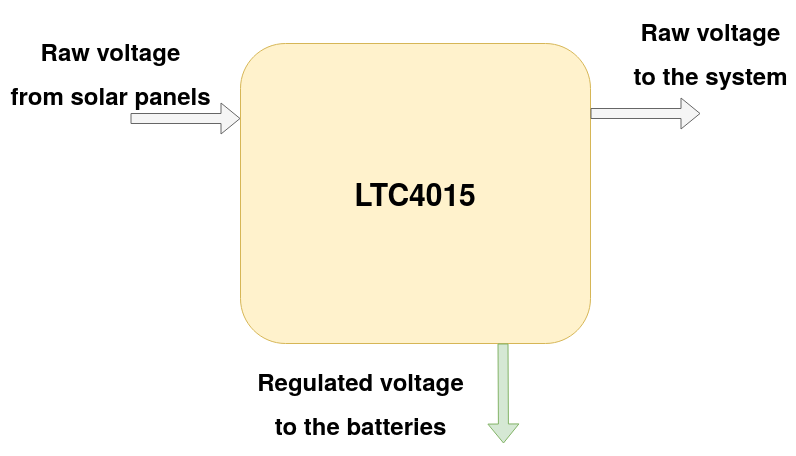 Raw voltage
from solar panels
Raw voltage
to the system
LTC4015
Regulated voltage
to the batteries